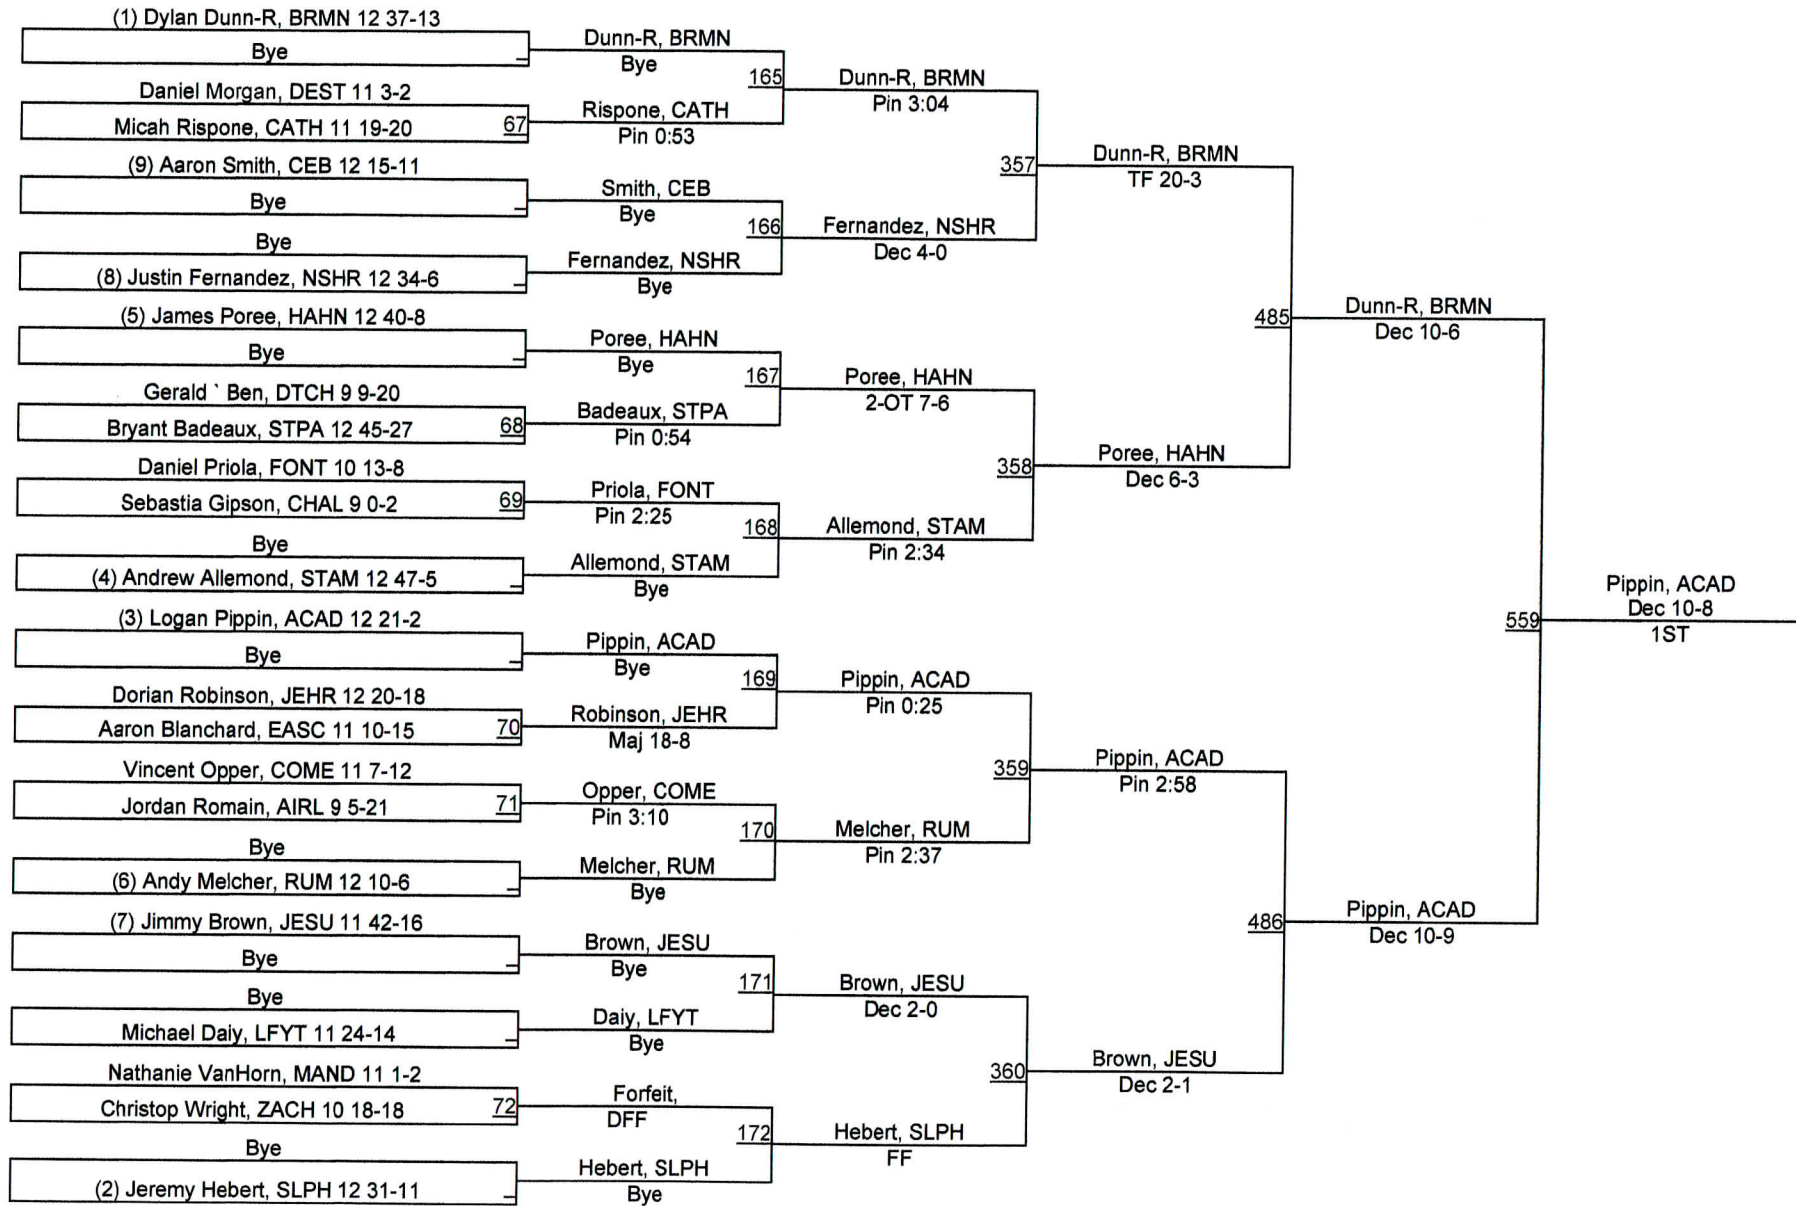 (1) Dylan Dunn-R, BRMN 12 37-13
Bye
Daniel Morgan, DEST 11 3-2
Micah Rispone, CATH 11 19-20
67
(9) Aaron Smith, CEB 12 15-11
Bye
Bye
(8) Justin Fernandez, NSHR 12 34-6
(5) James Poree, HAHN 12 40-8
Bye
Gerald ` Ben, DTCH 9 9-20
Bryant Badeaux, STPA 12 45-27
68
Daniel Priola, FONT 10 13-8
Sebastia Gipson, CHAL 9 0-2
69
Bye
(4) Andrew Allemond, STAM 12 47-5
(3) Logan Pippin, ACAD 12 21-2
Bye
Dorian Robinson, JEHR 12 20-18
Aaron Blanchard, EASC 11 10-15
70
Vincent Opper, COME 11 7-12
Jordan Romain, AIRL 9 5-21
71
Bye
(6) Andy Melcher, RUM 12 10-6
(7) Jimmy Brown, JESU 11 42-16
Bye
Bye
Michael Daiy, LFYT 11 24-14
Nathanie VanHorn, MAND 11 1-2
Christop Wright, ZACH 10 18-18
72
Bye
(2) Jeremy Hebert, SLPH 12 31-11
Dunn-R, BRMN
Bye
165
Rispone, CATH
Pin 0:53
Smith, CEB
Bye
166
Fernandez, NSHR
Bye
Poree, HAHN
Bye
167
Badeaux, STPA
Pin 0:54
Priola, FONT
Pin 2:25
168
Allemond, STAM
Bye
Pippin, ACAD
Bye
169
Robinson, JEHR
Maj 18-8
Opper, COME
Pin 3:10
170
Melcher, RUM
Bye
Brown, JESU
Bye
171
Daiy, LFYT
Bye
Forfeit,
DFF
172
Hebert, SLPH
Bye
Dunn-R, BRMN
Pin 3:04
357
Fernandez, NSHR
Dec 4-0
Poree, HAHN
2-OT 7-6
358
Allemond, STAM
Pin 2:34
Pippin, ACAD
Pin 0:25
359
Melcher, RUM
Pin 2:37
Brown, JESU
Dec 2-0
360
Hebert, SLPH
FF
Dunn-R, BRMN
TF 20-3
485
Poree, HAHN
Dec 6-3
Pippin, ACAD
Pin 2:58
486
Brown, JESU
Dec 2-1
Dunn-R, BRMN
Dec 10-6
559
Pippin, ACAD
Dec 10-9
Pippin, ACAD
Dec 10-8
1ST